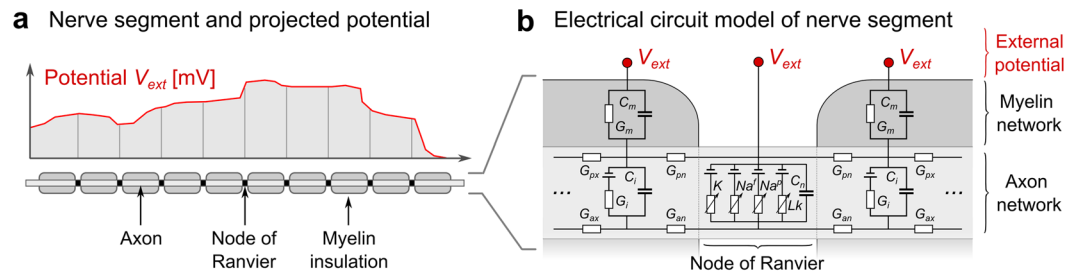 a Nerve segment and projected potential
Potential V_ext [mV]
Axon
Node of
Ranvier
Myelin
insulation
b Electrical circuit model of nerve segment
V_ext V_ext V_ext
External
potential
C_m C_m
G_m G_m
Myelin
network
G_px G_pn G_pn G_px
... C_i K Na^f Na^p C_n C_i ...
G_i Lk G_i
G_ax G_an G_an G_ax
Axon
network
Node of Ranvier